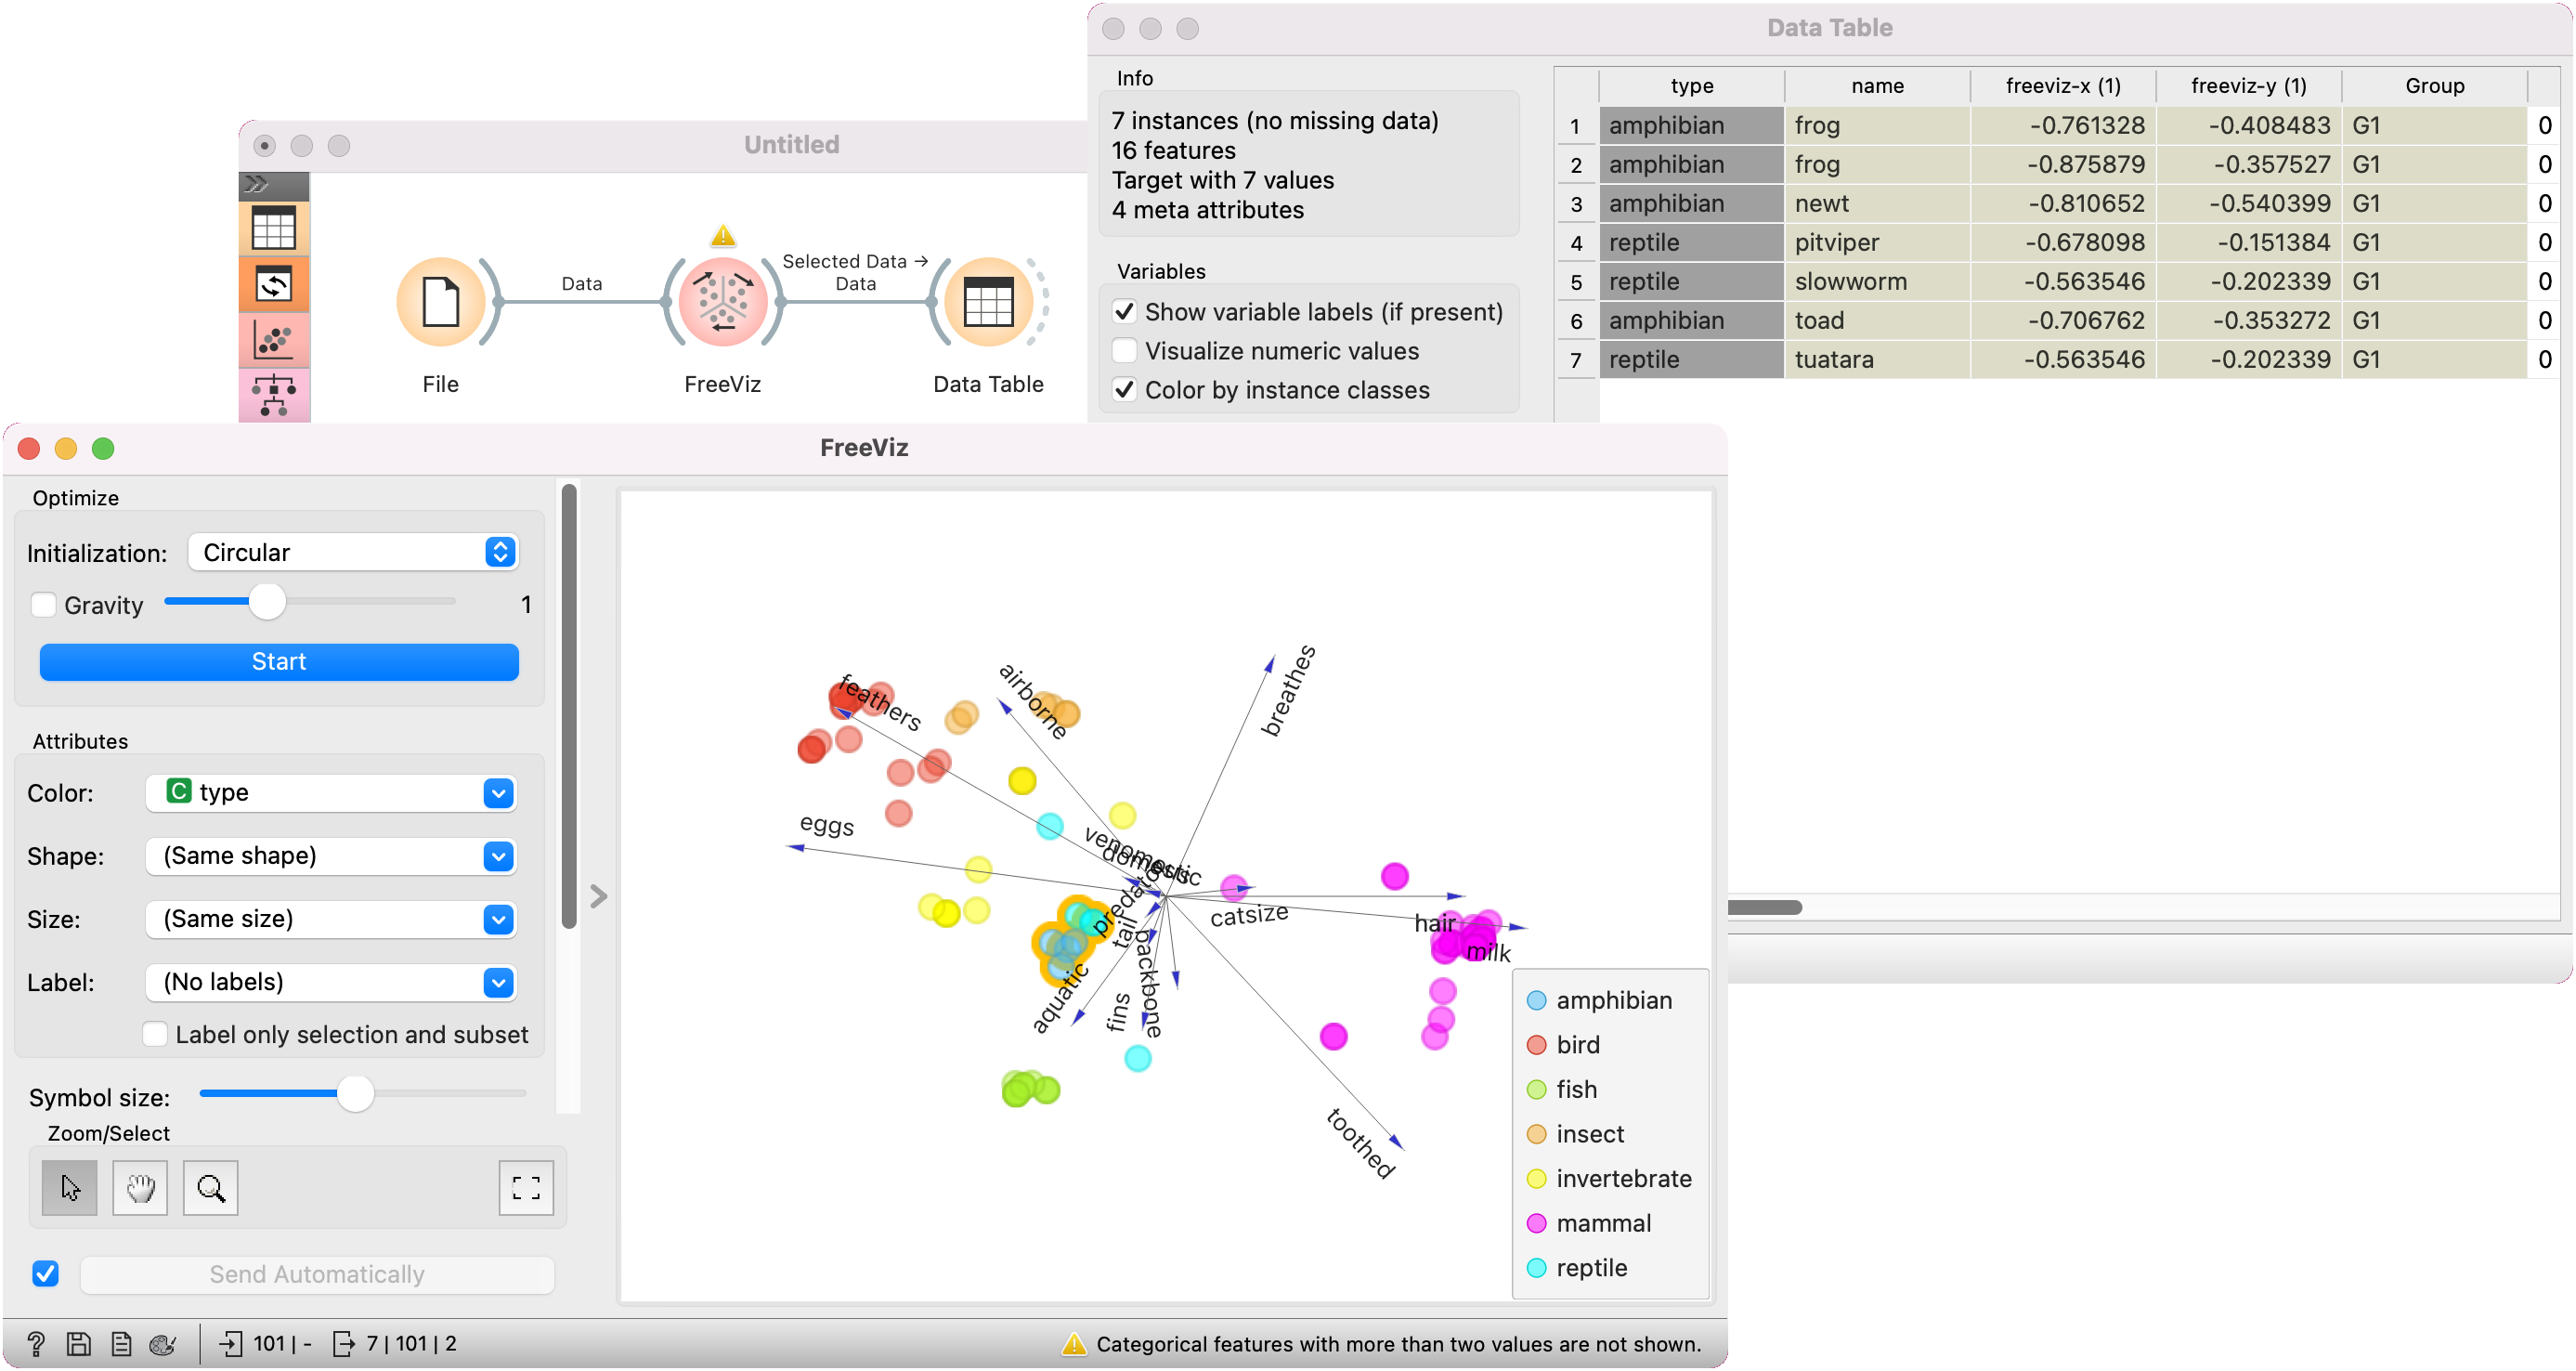 Data Table
Info
7 instances (no missing data)
16 features
Target with 7 values
4 meta attributes
Variables
Show variable labels (if present)
Visualize numeric values
Color by instance classes
type name freeviz-x (1) freeviz-y (1) Group
1 amphibian frog -0.761328 -0.408483 G1 0
2 amphibian frog -0.875879 -0.357527 G1 0
3 amphibian newt -0.810652 -0.540399 G1 0
4 reptile pitviper -0.678098 -0.151384 G1 0
5 reptile slowworm -0.563546 -0.202339 G1 0
6 amphibian toad -0.706762 -0.353272 G1 0
7 reptile tuatara -0.563546 -0.202339 G1 0
Untitled
Data
Selected Data →
Data
File
FreeViz
Data Table
FreeViz
Optimize
Initialization: Circular
Gravity 1
Start
Attributes
Color: C type
Shape: (Same shape)
Size: (Same size)
Label: (No labels)
Label only selection and subset
Symbol size:
Zoom/Select
Send Automatically
feathers
airborne
breathes
eggs
venomous
domestic
predator
tail
catsize
hair
milk
backbone
aquatic
fins
toothed
amphibian
bird
fish
insect
invertebrate
mammal
reptile
? 101 | - 7 | 101 | 2
Categorical features with more than two values are not shown.